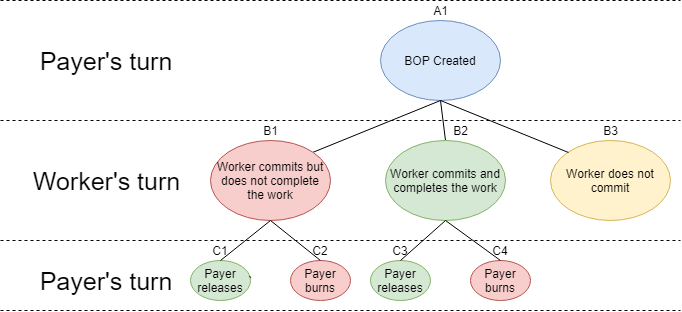 A1
Payer's turn
BOP Created
B1
B2
B3
Worker's turn
Worker commits but
does not complete
the work
Worker commits and
completes the work
Worker does not
commit
C1
C2
C3
C4
Payer's turn
Payer
releases
Payer
burns
Payer
releases
Payer
burns